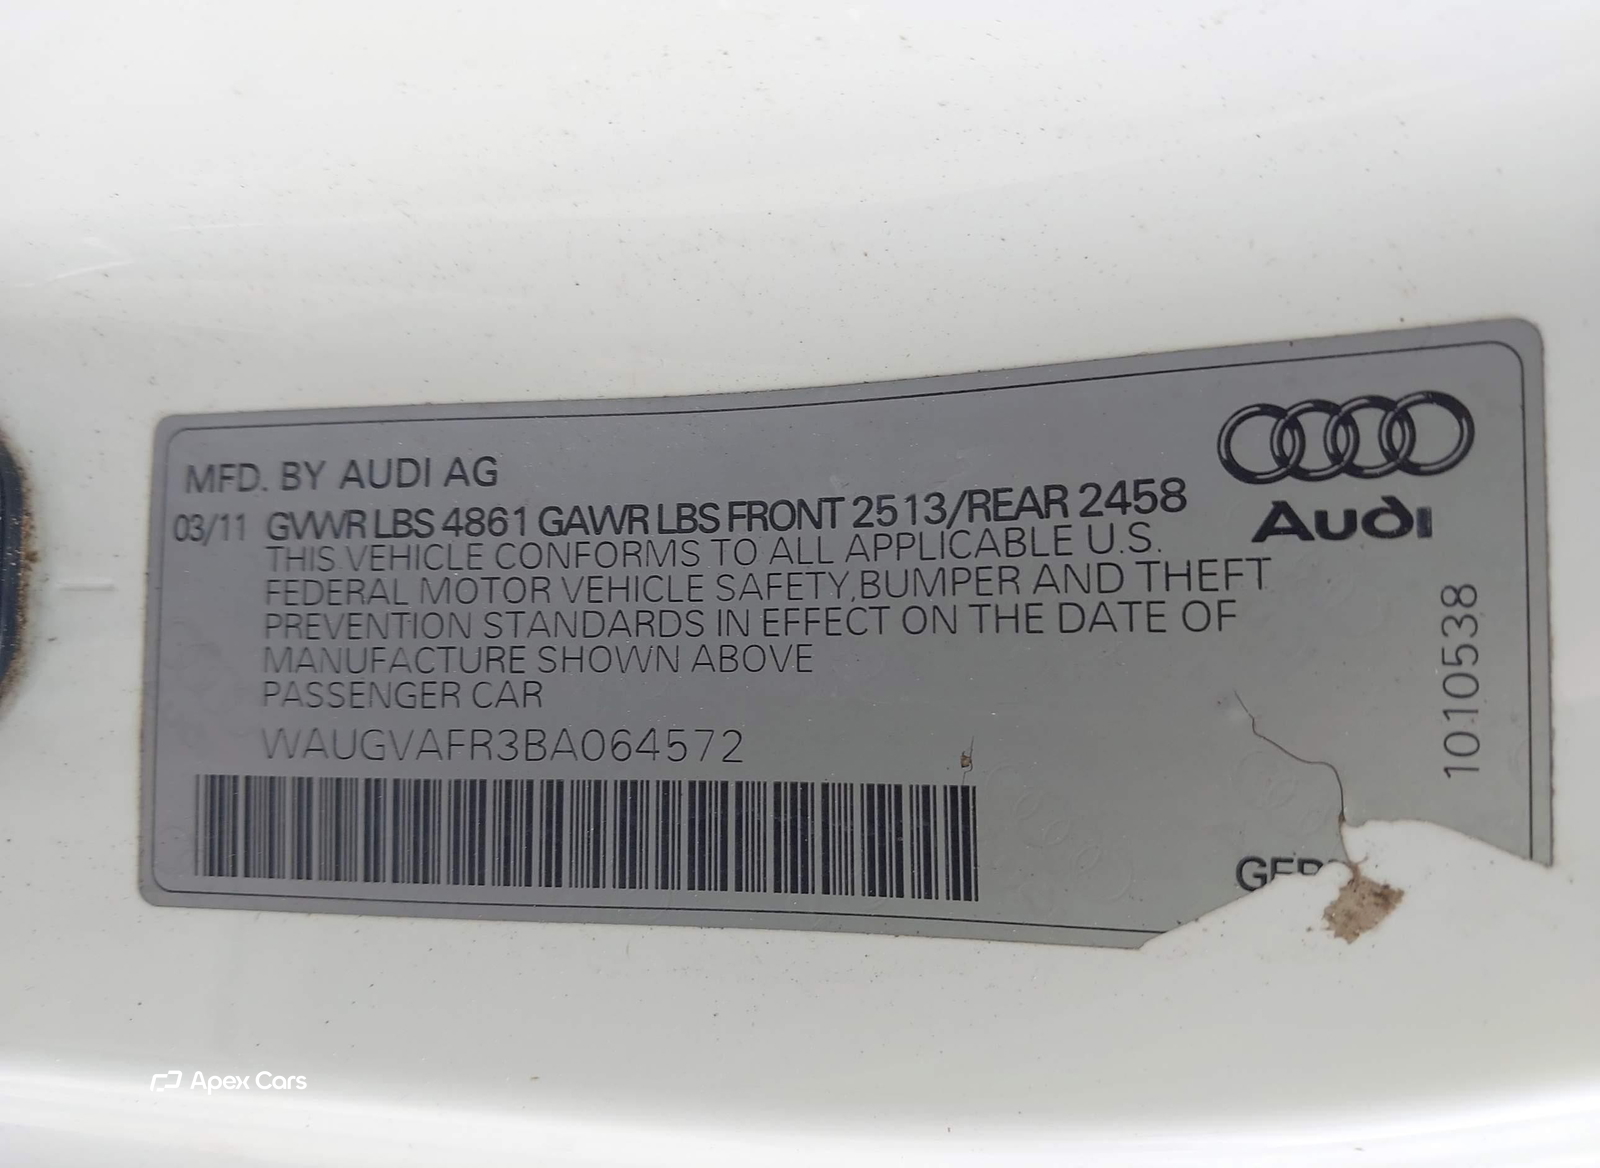 MFD. BY AUDI AG
03/11 GVWR LBS 4861 GAWR LBS FRONT 2513/REAR 2458
THIS VEHICLE CONFORMS TO ALL APPLICABLE U.S.
FEDERAL MOTOR VEHICLE SAFETY,BUMPER AND THEFT
PREVENTION STANDARDS IN EFFECT ON THE DATE OF
MANUFACTURE SHOWN ABOVE
PASSENGER CAR
WAUGVAFR3BA064572
Audi
1010538
Apex Cars